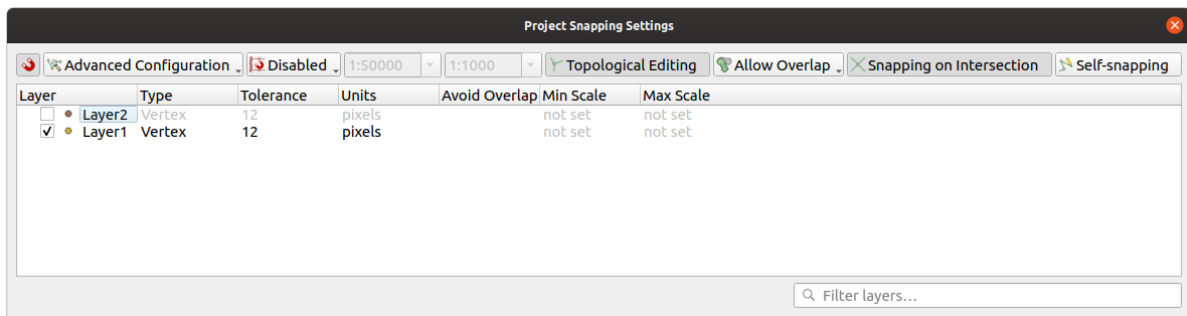 Project Snapping Settings
Advanced Configuration Disabled 1:50000 1:1000 Topological Editing Allow Overlap Snapping on Intersection Self-snapping
Layer Type Tolerance Units Avoid Overlap Min Scale Max Scale
Layer2 Vertex 12 pixels not set not set
Layer1 Vertex 12 pixels not set not set
Filter layers...